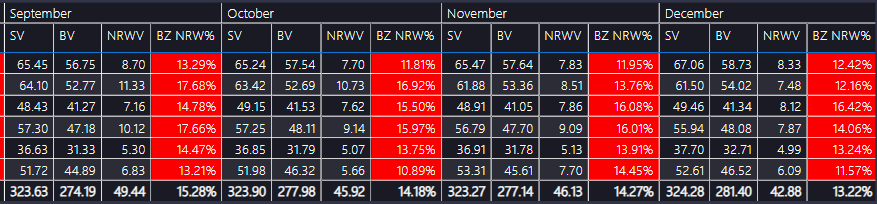 September October November December
SV BV NRWV BZ NRW% SV BV NRWV BZ NRW% SV BV NRWV BZ NRW% SV BV NRWV BZ NRW%
65.45 56.75 8.70 13.29% 65.24 57.54 7.70 11.81% 65.47 57.64 7.83 11.95% 67.06 58.73 8.33 12.42%
64.10 52.77 11.33 17.68% 63.42 52.69 10.73 16.92% 61.88 53.36 8.51 13.76% 61.50 54.02 7.48 12.16%
48.43 41.27 7.16 14.78% 49.15 41.53 7.62 15.50% 48.91 41.05 7.86 16.08% 49.46 41.34 8.12 16.42%
57.30 47.18 10.12 17.66% 57.25 48.11 9.14 15.97% 56.79 47.70 9.09 16.01% 55.94 48.08 7.87 14.06%
36.63 31.33 5.30 14.47% 36.85 31.79 5.07 13.75% 36.91 31.78 5.13 13.91% 37.70 32.71 4.99 13.24%
51.72 44.89 6.83 13.21% 51.98 46.32 5.66 10.89% 53.31 45.61 7.70 14.45% 52.61 46.52 6.09 11.57%
323.63 274.19 49.44 15.28% 323.90 277.98 45.92 14.18% 323.27 277.14 46.13 14.27% 324.28 281.40 42.88 13.22%